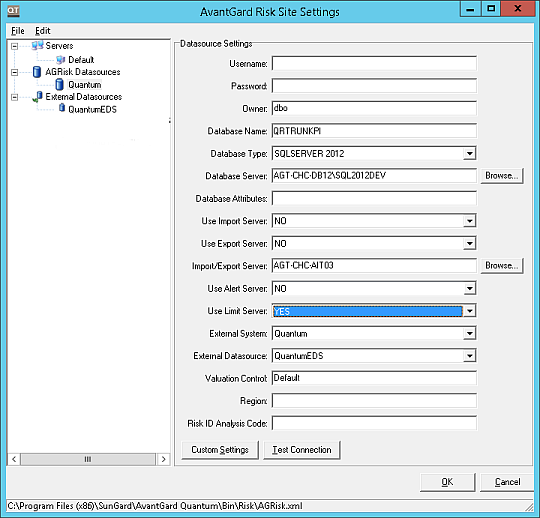 QT AvantGard Risk Site Settings
File Edit
Servers
Default
AGRisk Datasources
Quantum
External Datasources
QuantumEDS
Datasource Settings
Username:
Password:
Owner: dbo
Database Name: QRTRUNKPI
Database Type: SQLSERVER 2012
Database Server: AGT-CHC-DB12\SQL2012DEV Browse...
Database Attributes:
Use Import Server: NO
Use Export Server: NO
Import/Export Server: AGT-CHC-AIT03 Browse...
Use Alert Server: NO
Use Limit Server: YES
External System: Quantum
External Datasource: QuantumEDS
Valuation Control: Default
Region:
Risk ID Analysis Code:
Custom Settings Test Connection
OK Cancel
C:\Program Files (x86)\SunGard\AvantGard Quantum\Bin\Risk\AGRisk.xml